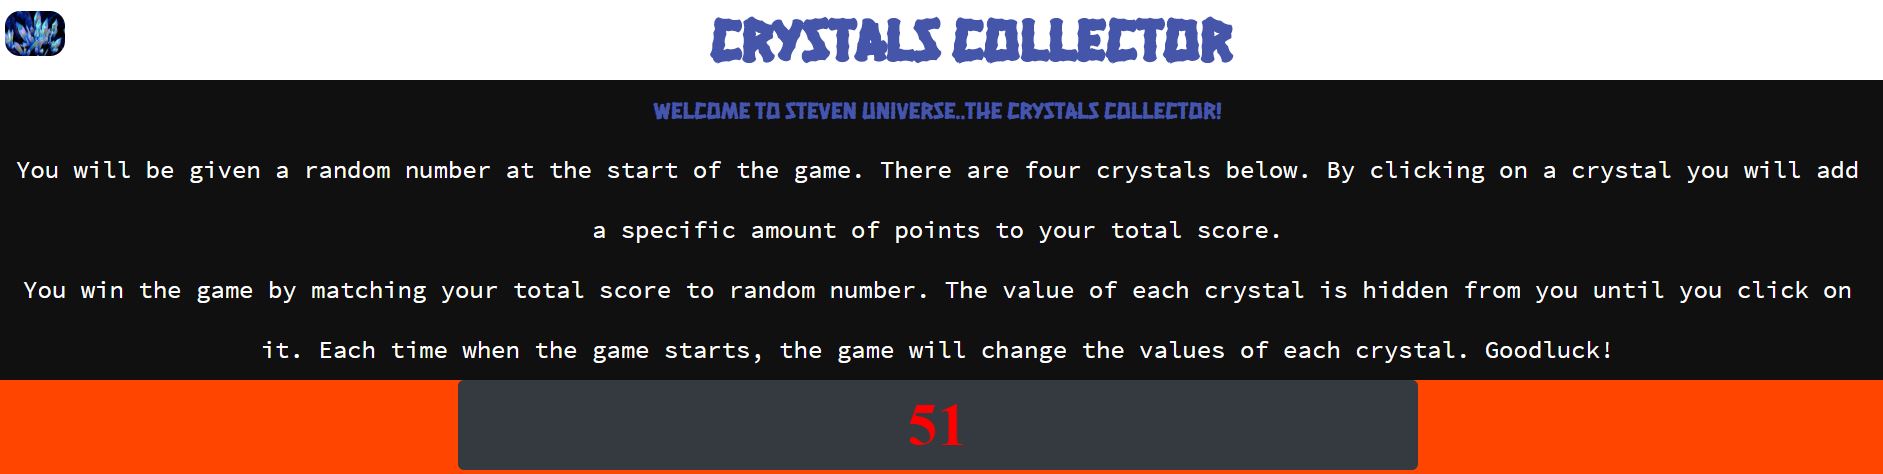 CRYSTALS COLLECTOR
WELCOME TO STEVEN UNIVERSE..THE CRYSTALS COLLECTOR!
You will be given a random number at the start of the game. There are four crystals below. By clicking on a crystal you will add
a specific amount of points to your total score.
You win the game by matching your total score to random number. The value of each crystal is hidden from you until you click on
it. Each time when the game starts, the game will change the values of each crystal. Goodluck!
51